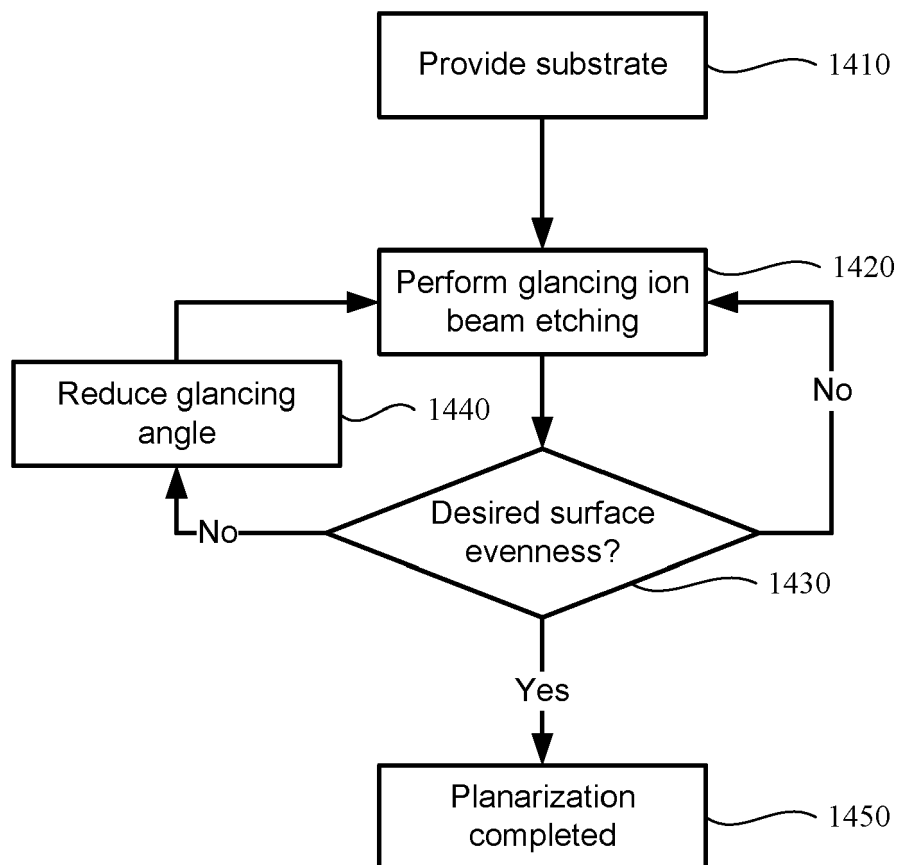 Provide substrate
1410
Perform glancing ion
beam etching
1420
Reduce glancing
angle
1440
No
No
Desired surface
evenness?
1430
Yes
Planarization
completed
1450